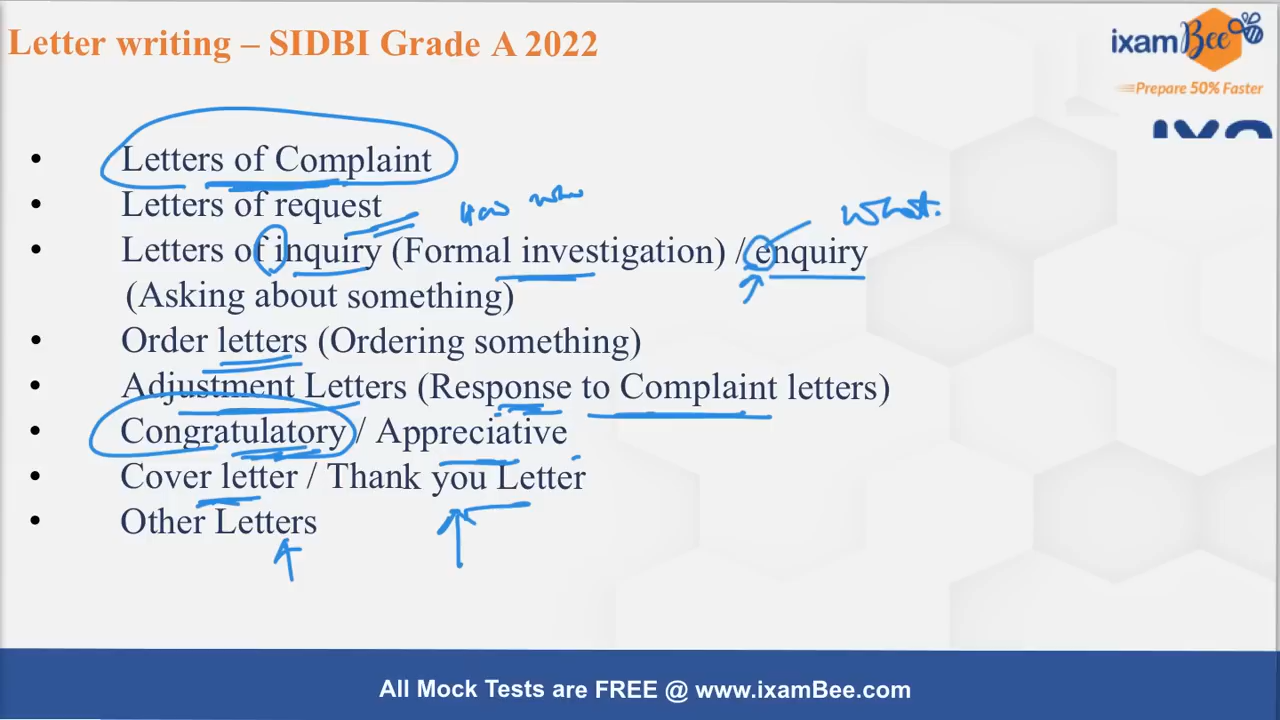 Letter writing – SIDBI Grade A 2022
ixamBee
Prepare 50% Faster
• Letters of Complaint
• Letters of request
How
What.
• Letters of inquiry (Formal investigation) / enquiry
(Asking about something)
• Order letters (Ordering something)
• Adjustment Letters (Response to Complaint letters)
• Congratulatory / Appreciative
• Cover letter / Thank you Letter
• Other Letters
All Mock Tests are FREE @ www.ixamBee.com